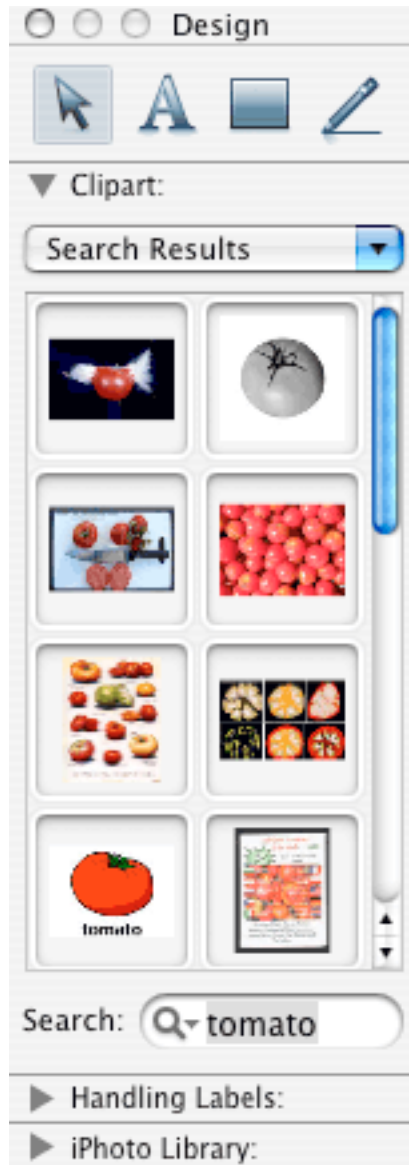 Design
A
Clipart:
Search Results
tomato
Search: tomato
Handling Labels:
iPhoto Library: